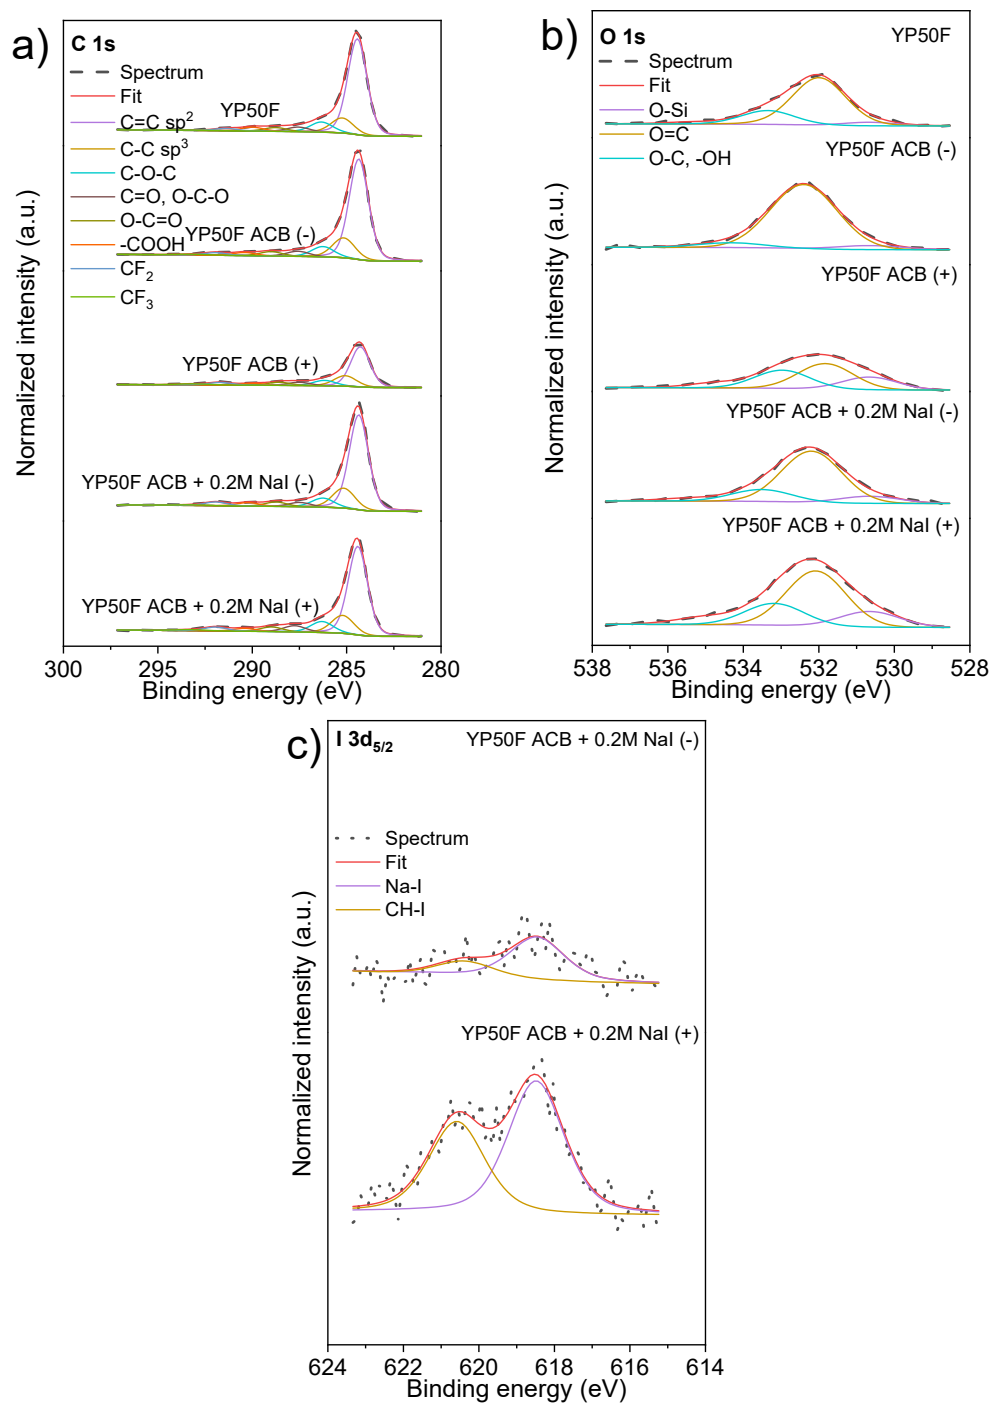 a)
C 1s
Spectrum
Fit
C=C sp²
C-C sp³
C-O-C
C=O, O-C-O
O-C=O
-COOH
CF₂
CF₃
YP50F
YP50F ACB (-)
YP50F ACB (+)
YP50F ACB + 0.2M NaI (-)
YP50F ACB + 0.2M NaI (+)
Normalized intensity (a.u.)
300 295 290 285 280
Binding energy (eV)
b)
O 1s
Spectrum
Fit
O-Si
O=C
O-C, -OH
YP50F
YP50F ACB (-)
YP50F ACB (+)
YP50F ACB + 0.2M NaI (-)
YP50F ACB + 0.2M NaI (+)
Normalized intensity (a.u.)
538 536 534 532 530 528
Binding energy (eV)
c)
I 3d₅/₂
YP50F ACB + 0.2M NaI (-)
Spectrum
Fit
Na-I
CH-I
YP50F ACB + 0.2M NaI (+)
Normalized intensity (a.u.)
624 622 620 618 616 614
Binding energy (eV)